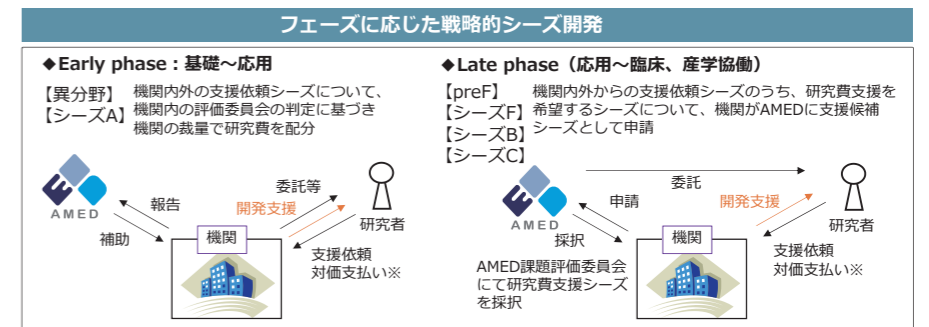 フェーズに応じた戦略的シーズ開発
◆Early phase：基礎～応用
【異分野】
【シーズA】
機関内外の支援依頼シーズについて、
機関内の評価委員会の判定に基づき
機関の裁量で研究費を配分
AMED
報告
補助
機関
委託等
開発支援
研究者
支援依頼
対価支払い※
◆Late phase（応用～臨床、産学協働）
【preF】
【シーズF】
【シーズB】
【シーズC】
機関内外からの支援依頼シーズのうち、研究費支援を
希望するシーズについて、機関がAMEDに支援候補
シーズとして申請
AMED
委託
申請
採択
機関
開発支援
研究者
支援依頼
対価支払い※
AMED課題評価委員会
にて研究費支援シーズ
を採択